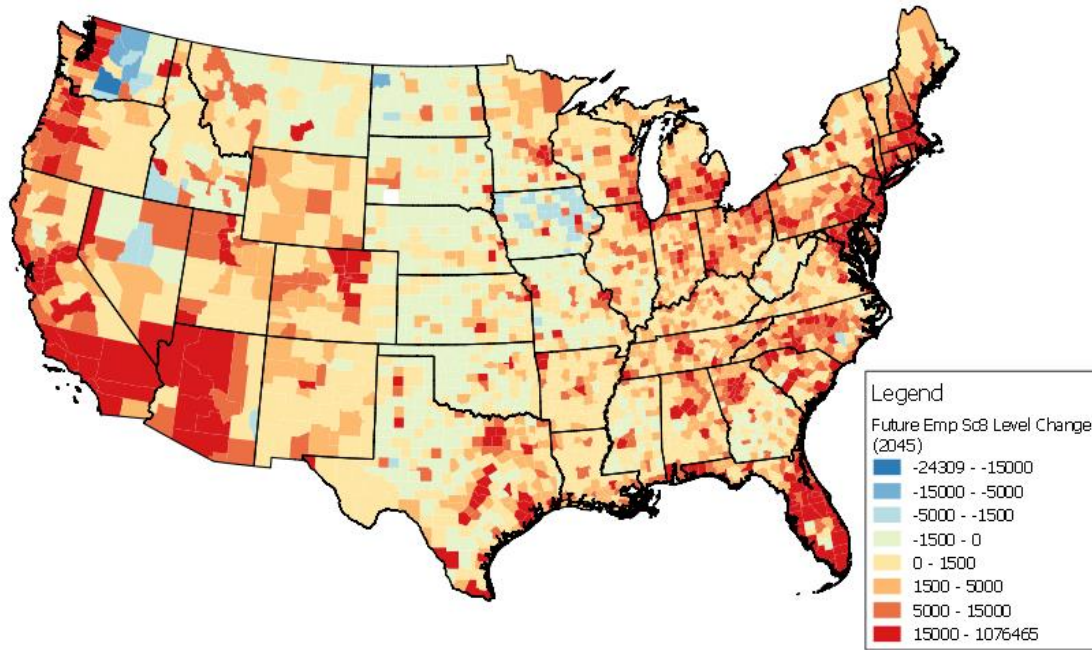 Legend
Future Emp Sc8 Level Change
(2045)
-24309 - -15000
-15000 - -5000
-5000 - -1500
-1500 - 0
0 - 1500
1500 - 5000
5000 - 15000
15000 - 1076465